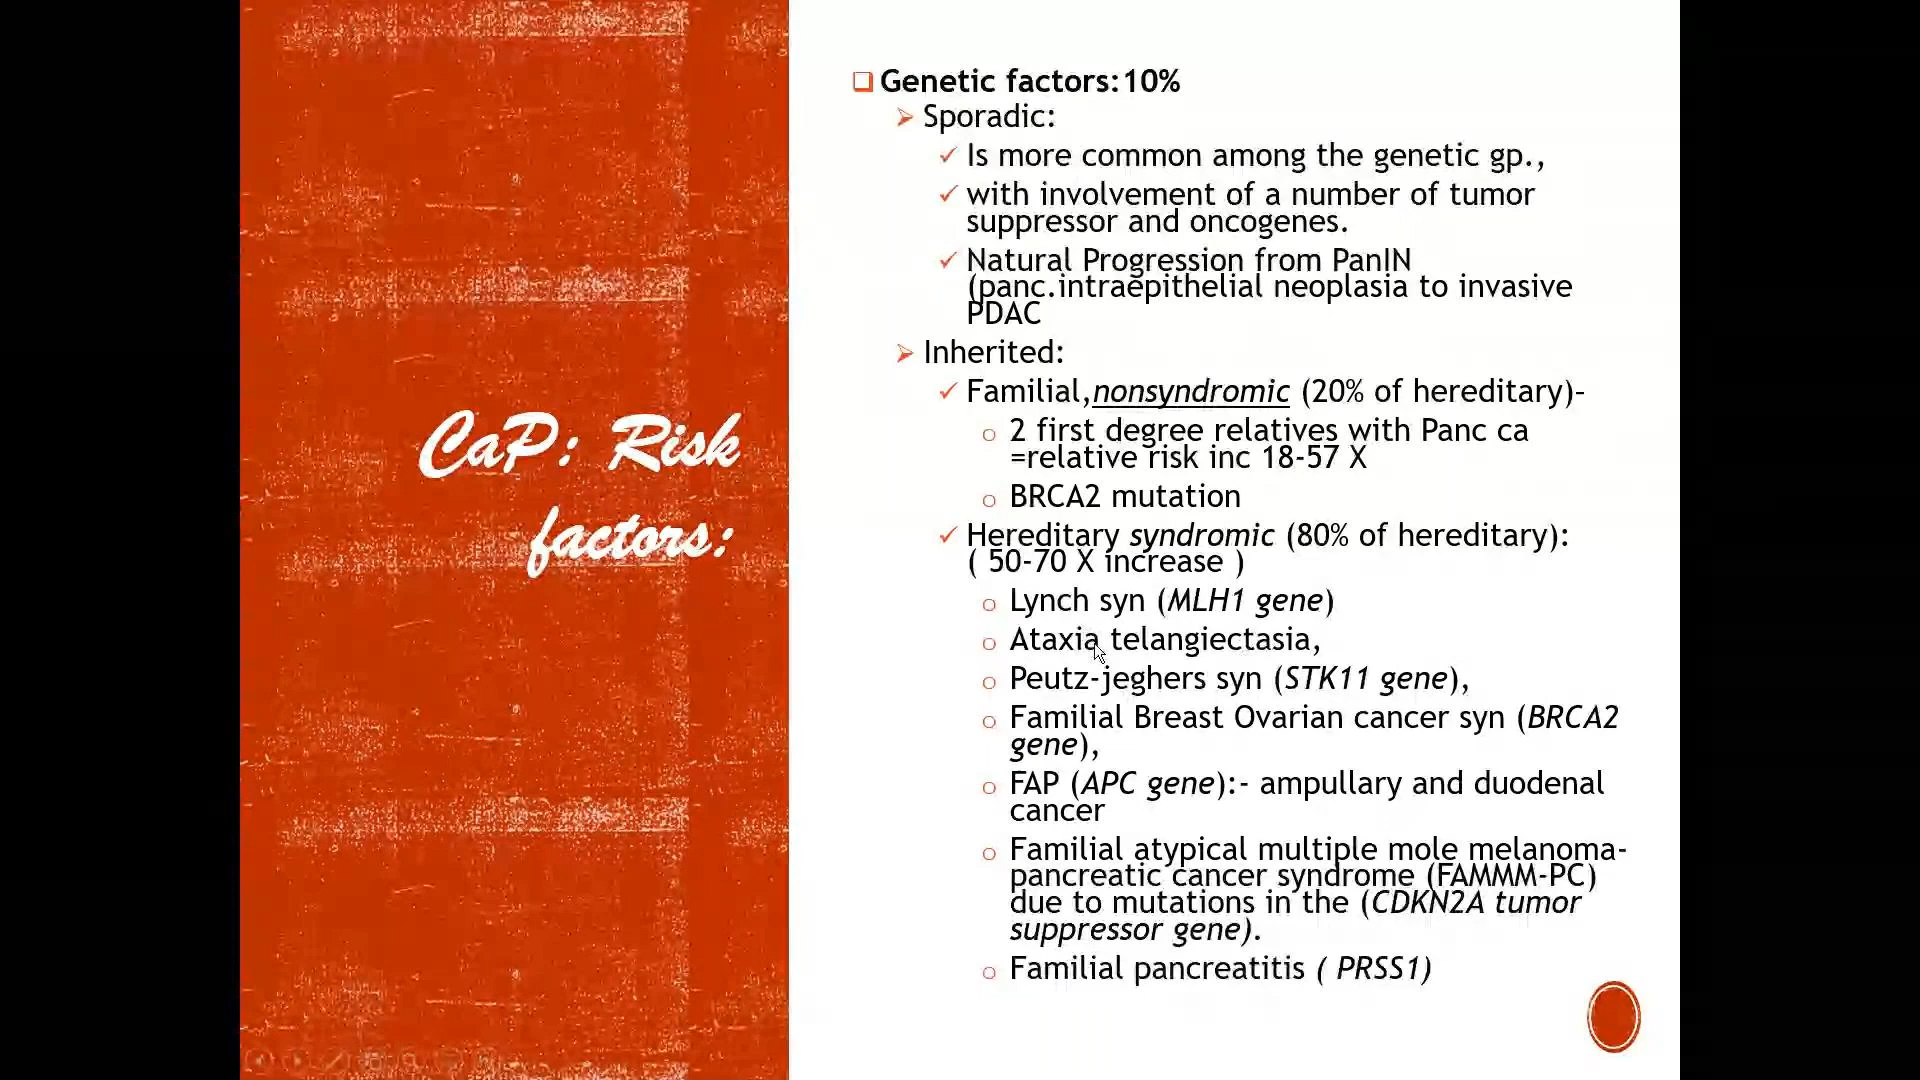 CaP: Risk
factors:
Genetic factors:10%
Sporadic:
Is more common among the genetic gp.,
with involvement of a number of tumor
suppressor and oncogenes.
Natural Progression from PanIN
(panc.intraepithelial neoplasia to invasive
PDAC
Inherited:
Familial,nonsyndromic (20% of hereditary)-
2 first degree relatives with Panc ca
=relative risk inc 18-57 X
BRCA2 mutation
Hereditary syndromic (80% of hereditary):
( 50-70 X increase )
Lynch syn (MLH1 gene)
Ataxia telangiectasia,
Peutz-jeghers syn (STK11 gene),
Familial Breast Ovarian cancer syn (BRCA2
gene),
FAP (APC gene):- ampullary and duodenal
cancer
Familial atypical multiple mole melanoma-
pancreatic cancer syndrome (FAMMM-PC)
due to mutations in the (CDKN2A tumor
suppressor gene).
Familial pancreatitis ( PRSS1)